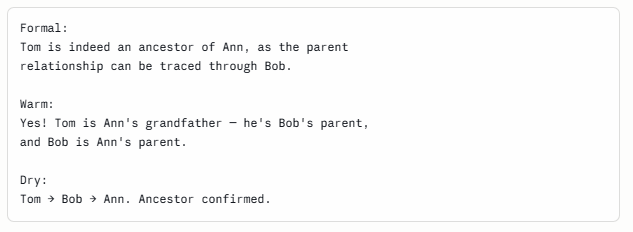 Formal:
Tom is indeed an ancestor of Ann, as the parent
relationship can be traced through Bob.

Warm:
Yes! Tom is Ann's grandfather — he's Bob's parent,
and Bob is Ann's parent.

Dry:
Tom → Bob → Ann. Ancestor confirmed.